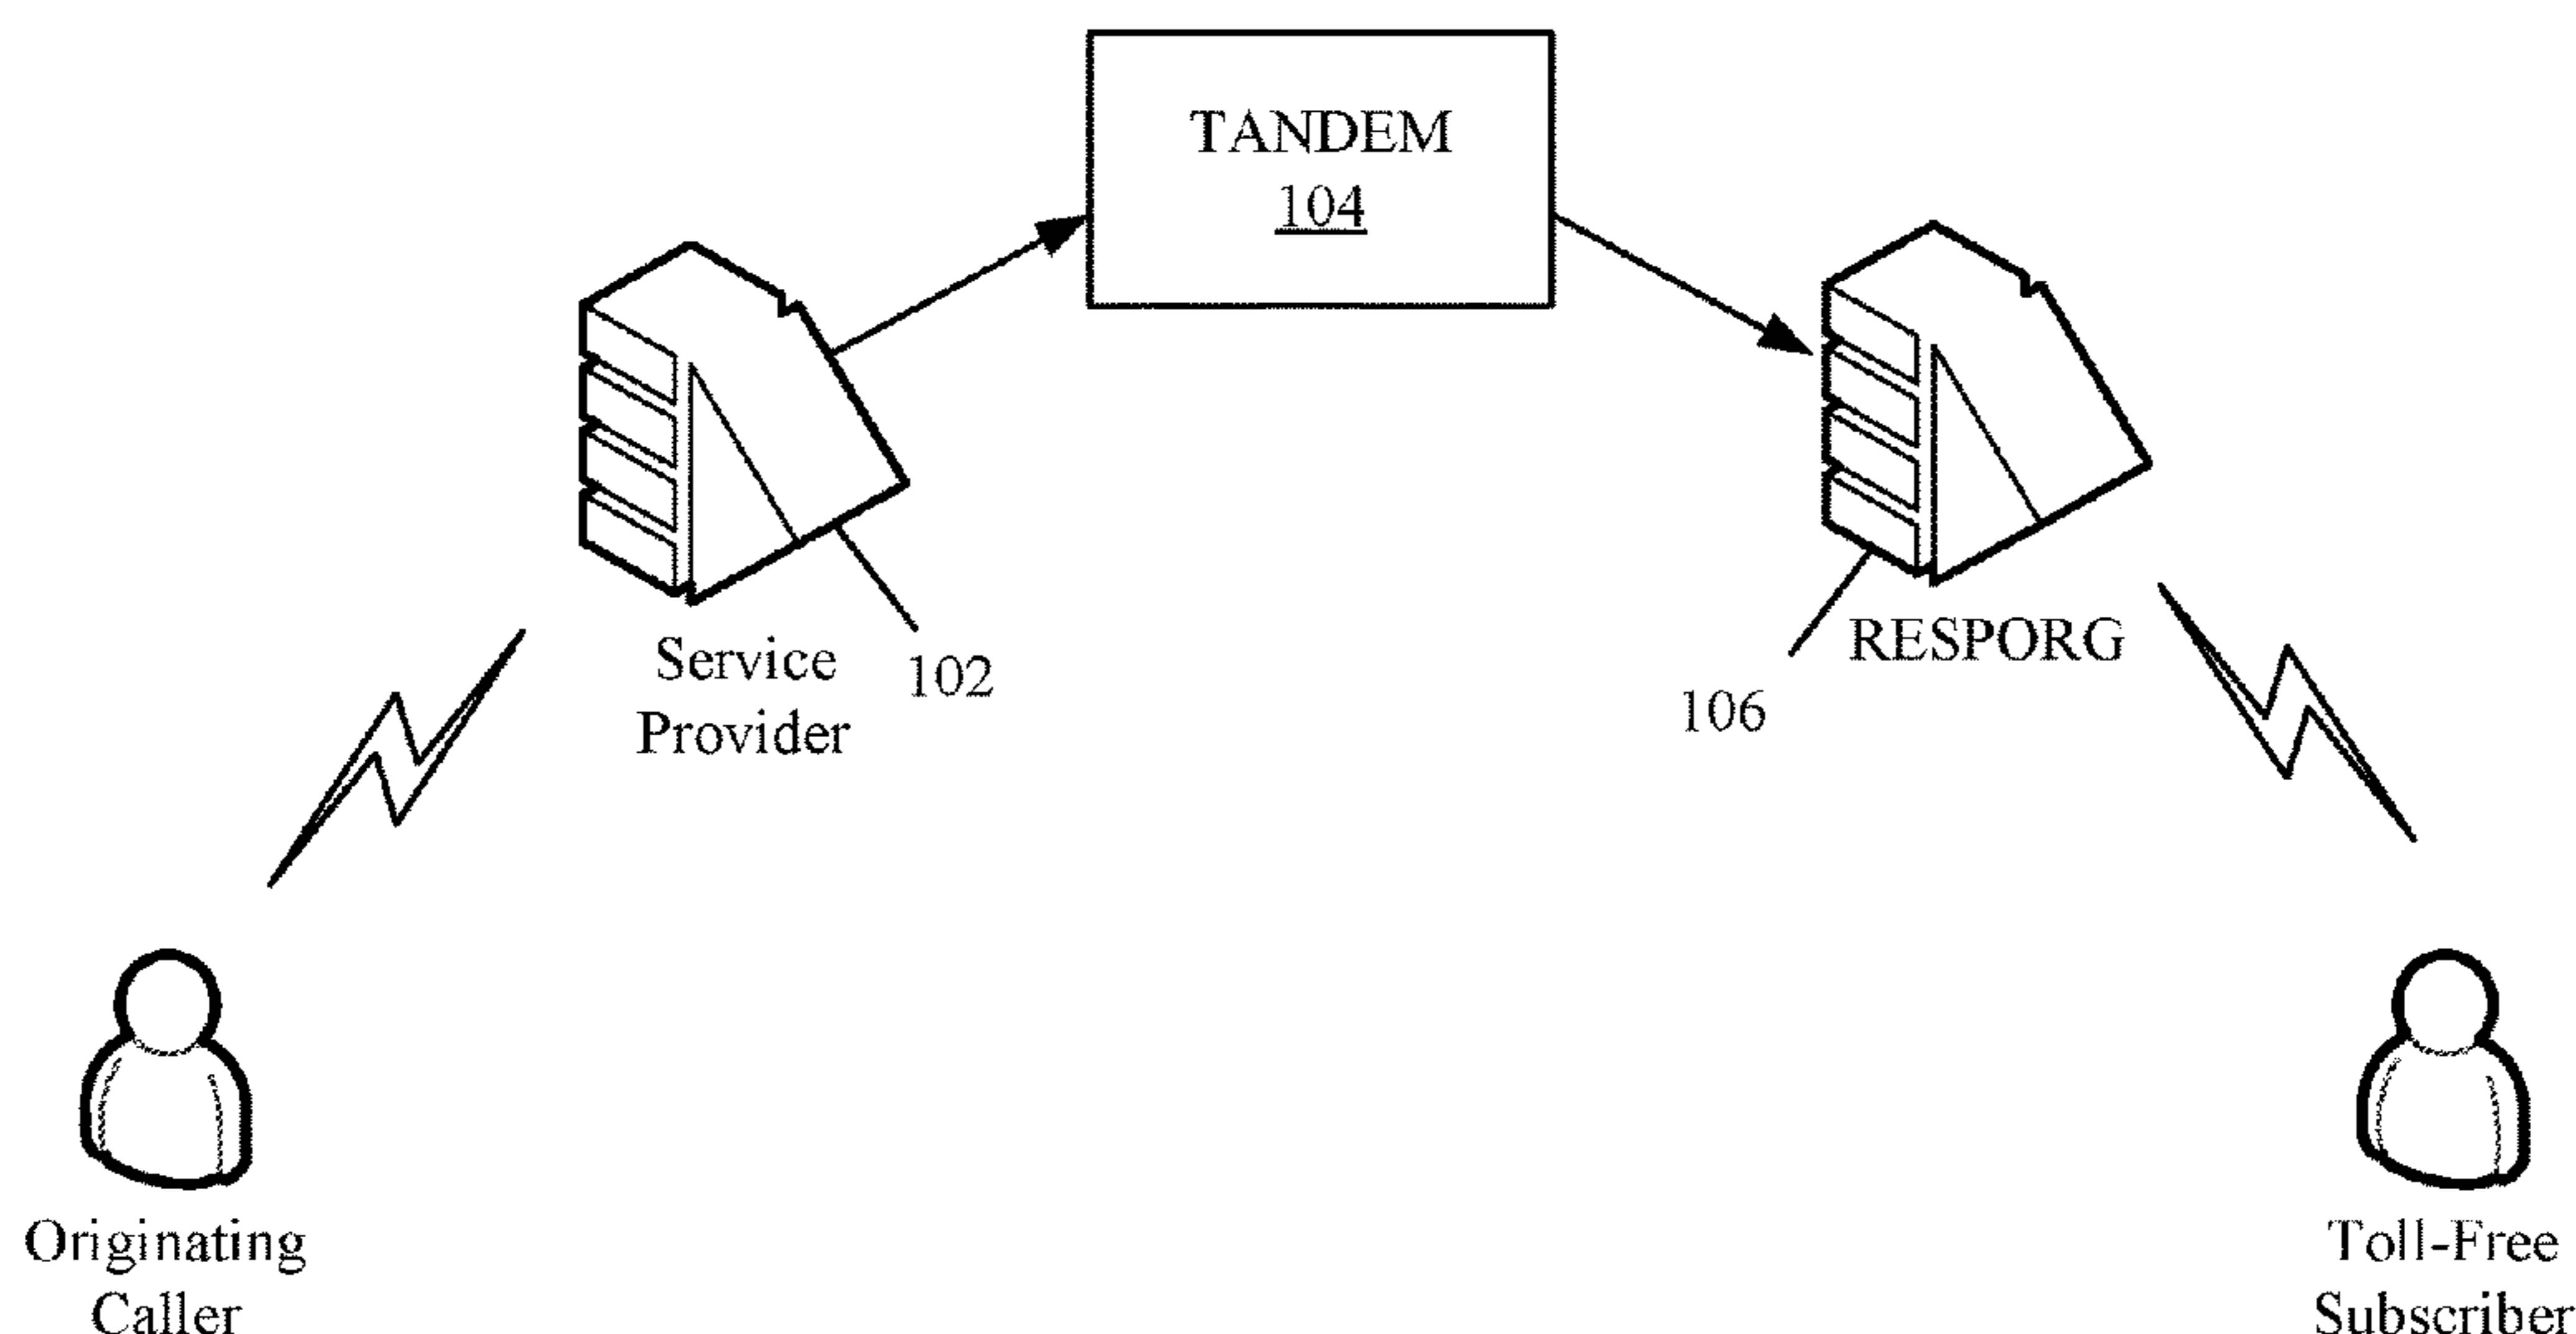 TANDEM
104
Service
Provider
102
RESPORG
106
Originating
Caller
Toll-Free
Subscriber